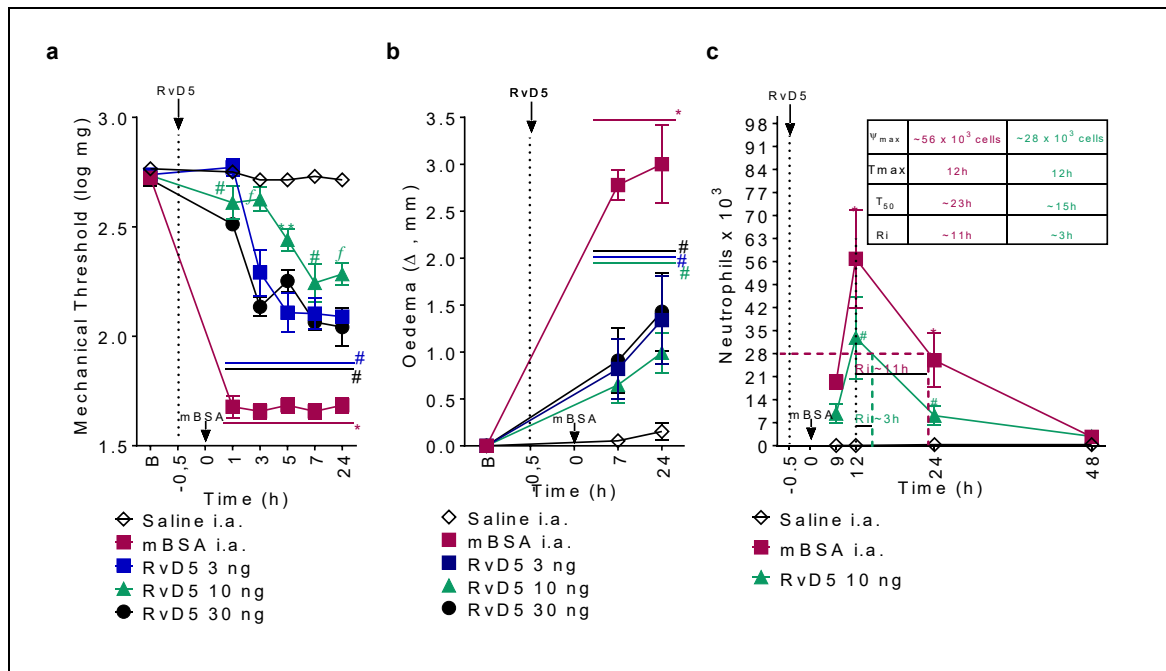 a
RvD5
Mechanical Threshold (log mg)
3.0
2.5
2.0
1.5
#
f
**
#
f
#
#
*
mBSA
B
-0,5
0
1
3
5
7
24
Time (h)
Saline i.a.
mBSA i.a.
RvD5 3 ng
RvD5 10 ng
RvD5 30 ng
b
RvD5
Oedema (Δ, mm)
3.5
3.0
2.5
2.0
1.5
1.0
0.5
0.0
*
#
#
#
mBSA
B
-0,5
0
7
24
Time (h)
Saline i.a.
mBSA i.a.
RvD5 3 ng
RvD5 10 ng
RvD5 30 ng
c
RvD5
Neutrophils x 10³
98
91
84
77
70
63
56
49
42
35
28
21
14
7
0
Ψmax ~56 x 10³ cells ~28 x 10³ cells
Tmax 12h 12h
T50 ~23h ~15h
Ri ~11h ~3h
*
#
*
#
Ri~11h
Ri~3h
mBSA
-0.5
0
9
12
24
48
Time (h)
Saline i.a.
mBSA i.a.
RvD5 10 ng